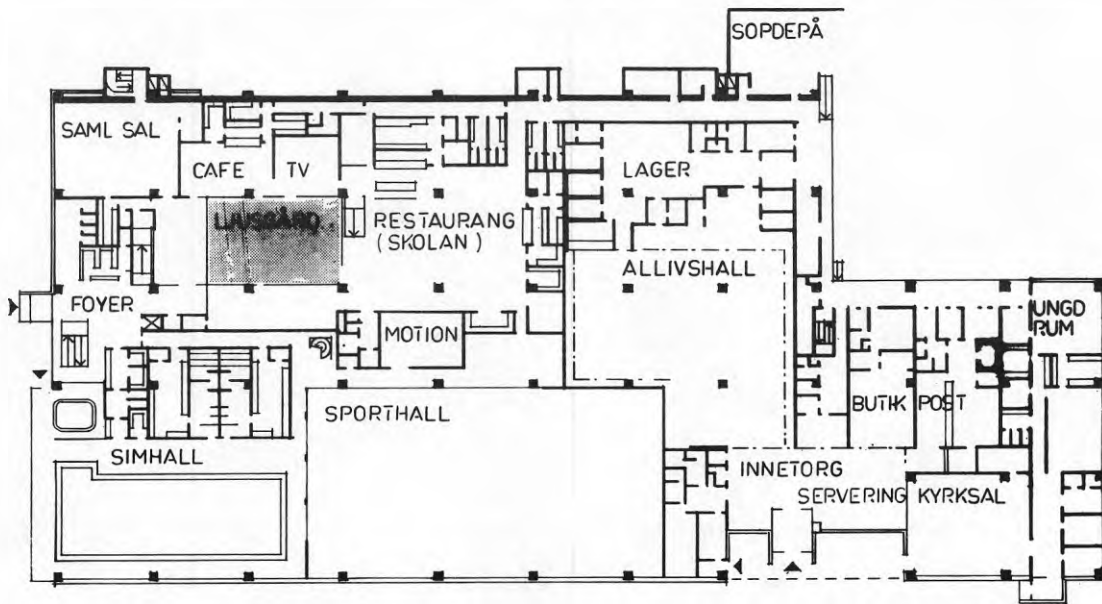 SOPDEPÅ
SAML SAL
CAFE
TV
LAGER
LJUSGÅRD
RESTAURANG
(SKOLAN)
ALLIVSHALL
FOYER
MOTION
UNGD
RUM
SPORTHALL
BUTIK
POST
SIMHALL
INNETORG
SERVERING
KYRKSAL